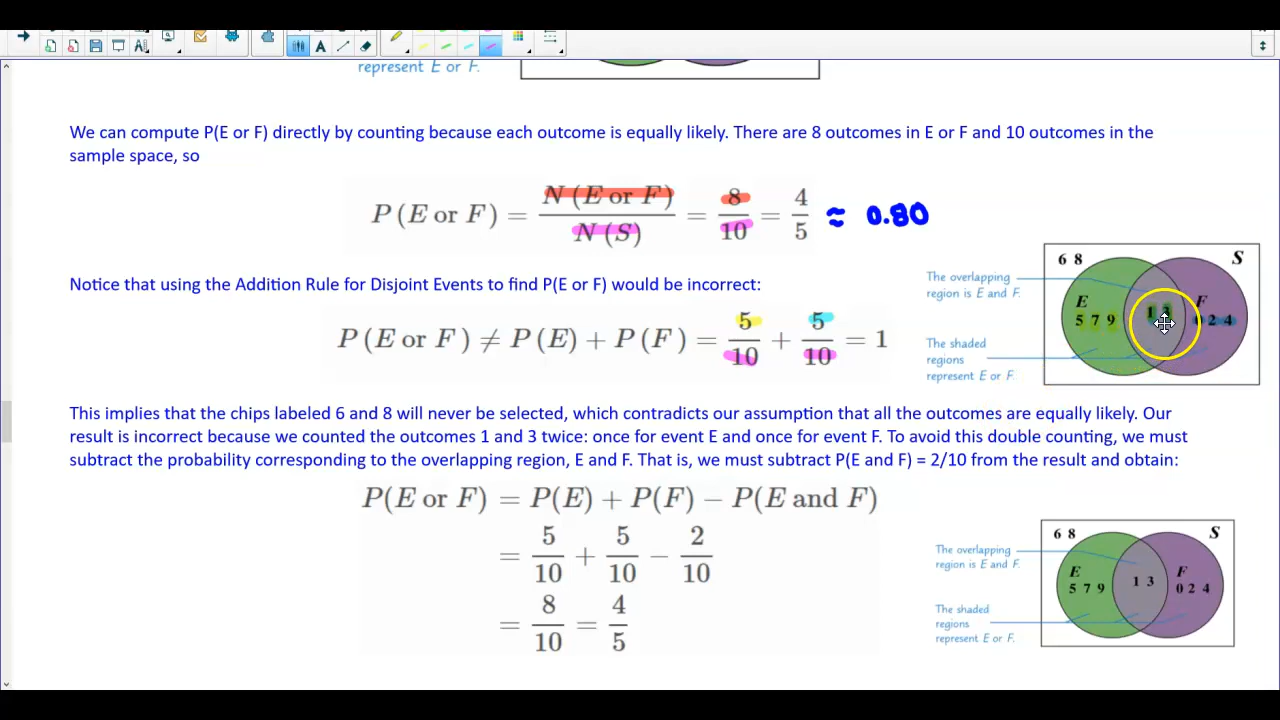 represent E or F.
We can compute P(E or F) directly by counting because each outcome is equally likely. There are 8 outcomes in E or F and 10 outcomes in the
sample space, so
P(E or F) = N(E or F)/N(S) = 8/10 = 4/5 ≈ 0.80
6 8
S
The overlapping
region is E and F.
E
F
5 7 9
1 3
2 4
The shaded
regions
represent E or F.
Notice that using the Addition Rule for Disjoint Events to find P(E or F) would be incorrect:
P(E or F) ≠ P(E) + P(F) = 5/10 + 5/10 = 1
This implies that the chips labeled 6 and 8 will never be selected, which contradicts our assumption that all the outcomes are equally likely. Our
result is incorrect because we counted the outcomes 1 and 3 twice: once for event E and once for event F. To avoid this double counting, we must
subtract the probability corresponding to the overlapping region, E and F. That is, we must subtract P(E and F) = 2/10 from the result and obtain:
P(E or F) = P(E) + P(F) − P(E and F)
= 5/10 + 5/10 − 2/10
= 8/10 = 4/5
6 8
S
The overlapping
region is E and F.
E
F
5 7 9
1 3
0 2 4
The shaded
regions
represent E or F.